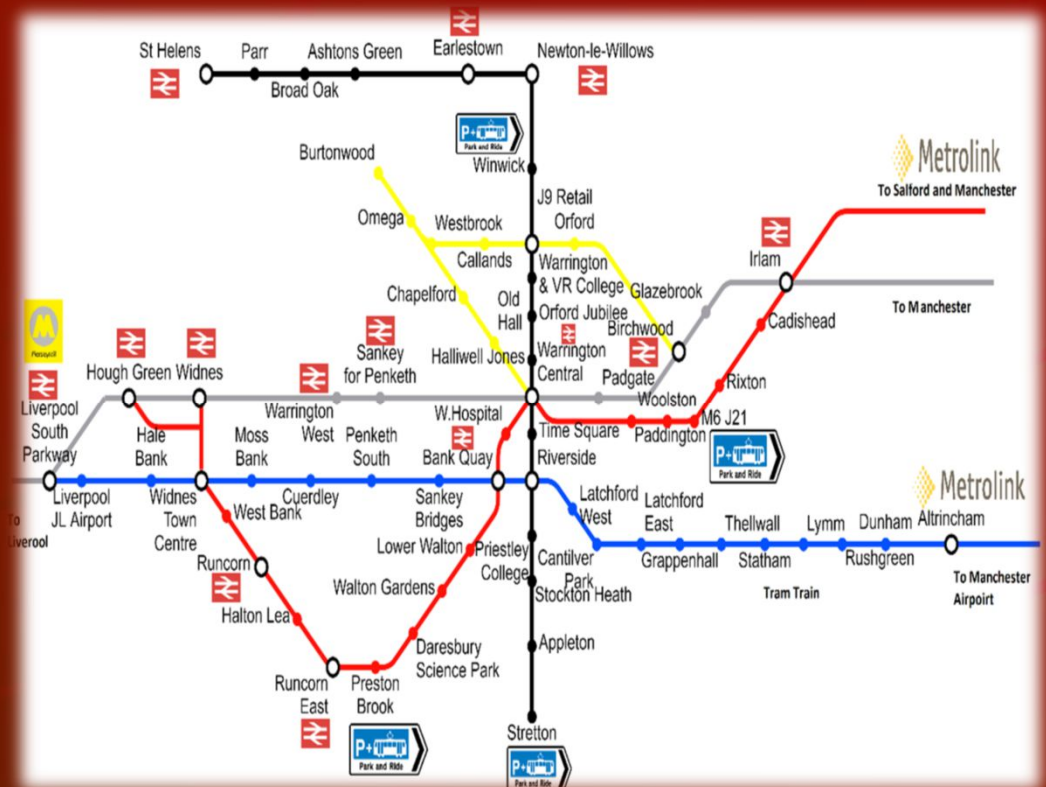 St Helens
Parr
Broad Oak
Ashtons Green
Earlestown
Newton-le-Willows
P+
Park and Ride
Burtonwood
Winwick
Metrolink
To Salford and Manchester
Omega
Westbrook
J9 Retail
Orford
Callands
Irlam
Chapelford
Old
Hall
Warrington
& VR College
Glazebrook
To Manchester
Orford Jubilee
Birchwood
Cadishead
M
Sankey
for Penketh
Halliwell Jones
Warrington
Central
Padgate
Hough Green
Widnes
Rixton
Liverpool
South
Parkway
Warrington
West
W.Hospital
Woolston
Hale
Bank
Moss
Bank
Penketh
South
Bank Quay
Time Square
Paddington
M6 J21
P+
Park and Ride
Riverside
Metrolink
Liverpool
JL Airport
Widnes
Town
Centre
Cuerdley
Sankey
Bridges
Latchford
West
Latchford
East
Thellwall
Lymm
Dunham
Altrincham
To
Liverool
West Bank
Lower Walton
Priestley
College
Cantilver
Park
Grappenhall
Statham
Rushgreen
Runcorn
Walton Gardens
Stockton Heath
Tram Train
To Manchester
Airpoirt
Halton Lea
Daresbury
Science Park
Appleton
Runcorn
East
Preston
Brook
Stretton
P+
Park and Ride
P+
Park and Ride